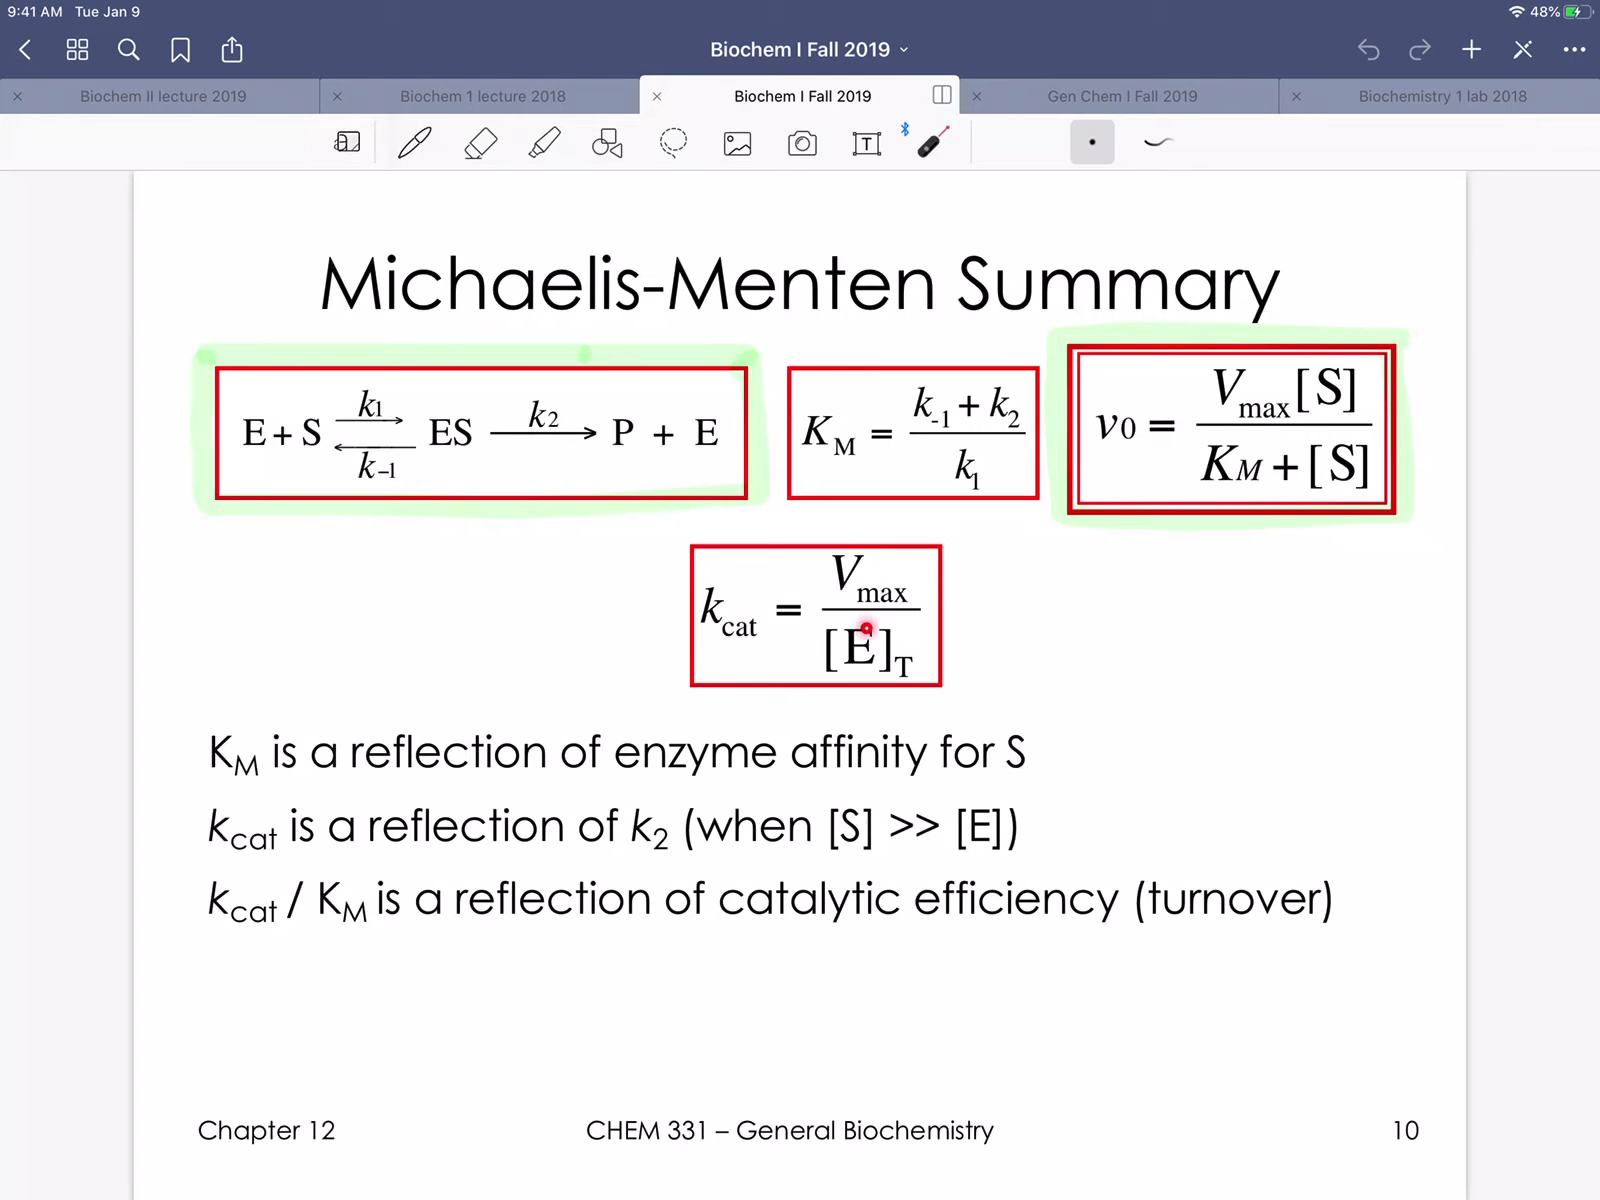 9:41 AM Tue Jan 9
48%
Biochem I Fall 2019
Biochem II lecture 2019
Biochem 1 lecture 2018
Biochem I Fall 2019
Gen Chem I Fall 2019
Biochemistry 1 lab 2018
Michaelis-Menten Summary
E + S k1 k-1 ES k2 P + E
KM = k-1 + k2 / k1
v0 = Vmax [S] / KM + [S]
kcat = Vmax / [E]T
KM is a reflection of enzyme affinity for S
kcat is a reflection of k2 (when [S] >> [E])
kcat / KM is a reflection of catalytic efficiency (turnover)
Chapter 12
CHEM 331 – General Biochemistry
10